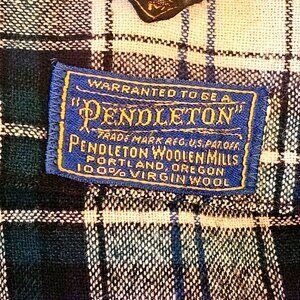 WARRANTED TO BE A
"PENDLETON"
TRADE MARK REG. U.S. PAT. OFF.
PENDLETON WOOLEN MILLS
PORTLAND, OREGON
100% VIRGIN WOOL